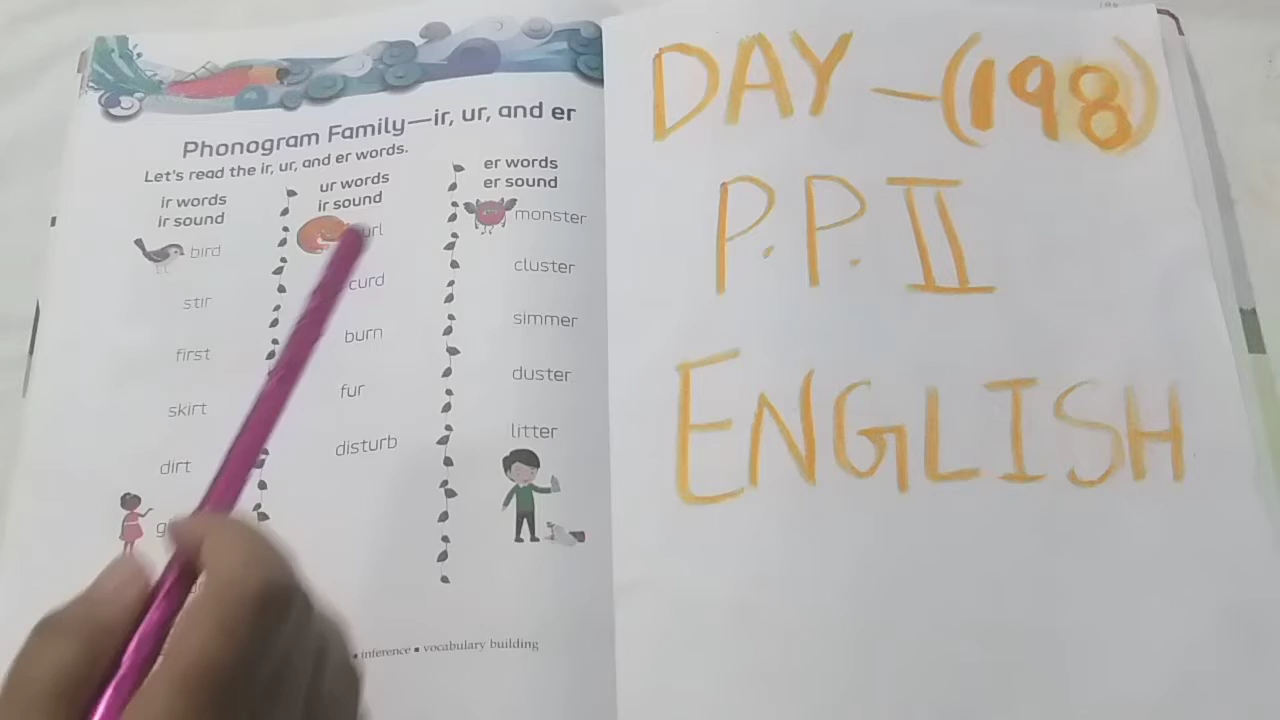 Phonogram Family—ir, ur, and er
Let's read the ir, ur, and er words.
ir words
ir sound
bird
stir
first
skirt
dirt
ur words
ir sound
curd
burn
fur
disturb
er words
er sound
monster
cluster
simmer
duster
litter
▪ inference ▪ vocabulary building
DAY - (198)
P.P. II
ENGLISH